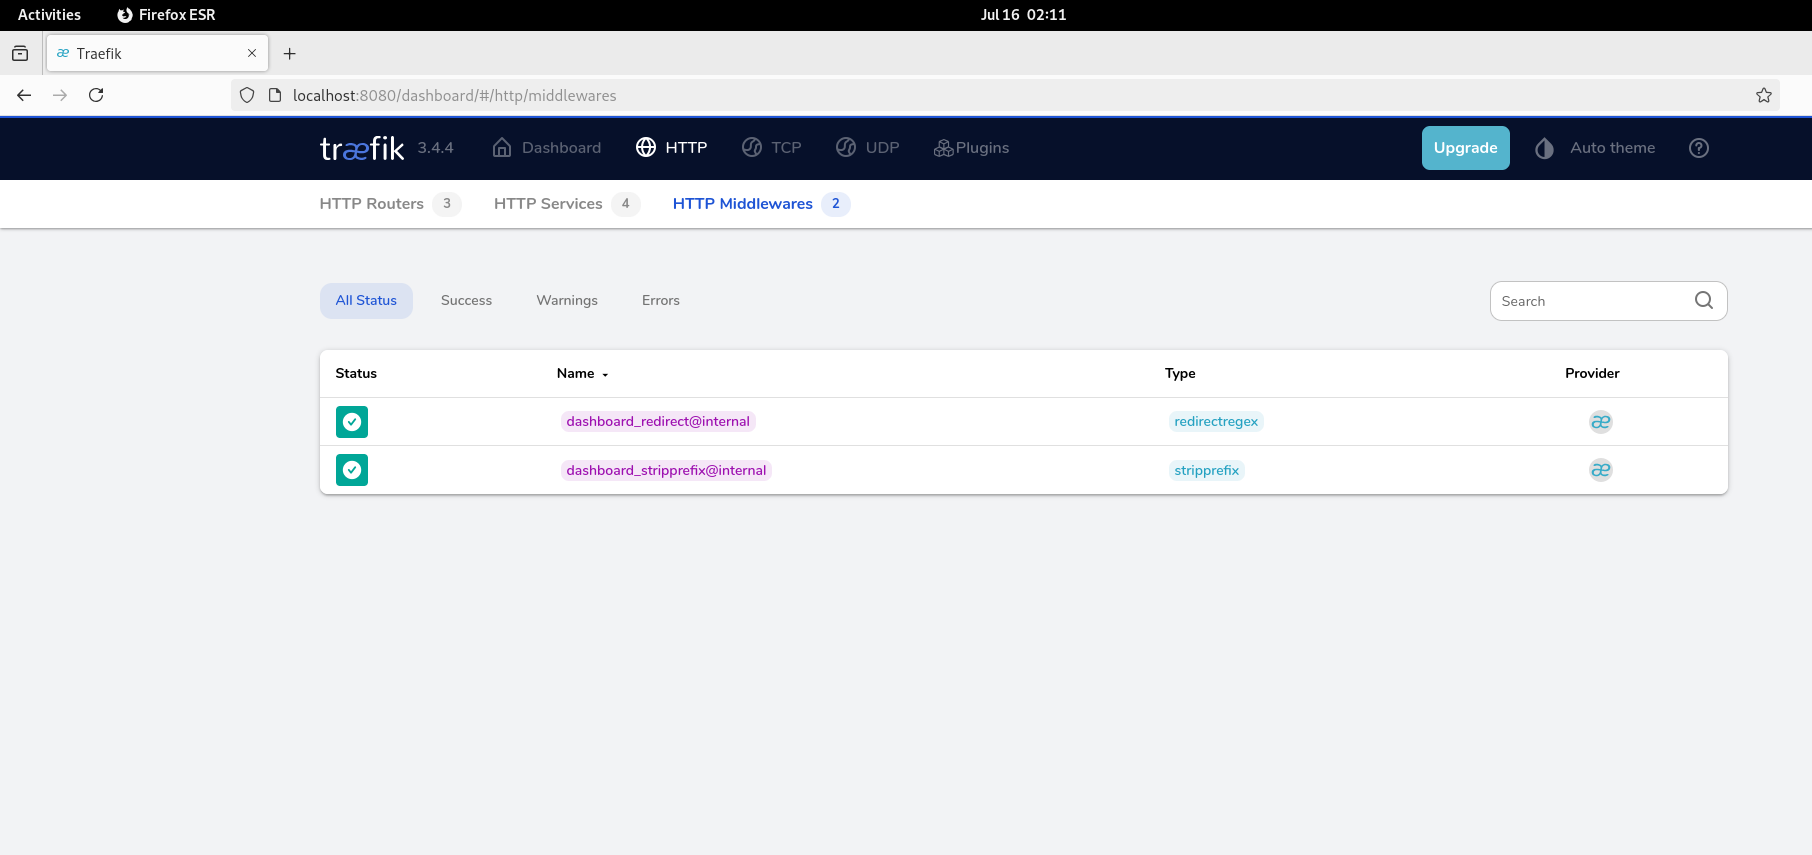 Activities Firefox ESR Jul 16 02:11
Traefik
localhost:8080/dashboard/#/http/middlewares
træfik 3.4.4 Dashboard HTTP TCP UDP Plugins Upgrade Auto theme
HTTP Routers 3 HTTP Services 4 HTTP Middlewares 2
All Status Success Warnings Errors Search
Status Name Type Provider
dashboard_redirect@internal redirectregex æ
dashboard_stripprefix@internal stripprefix æ